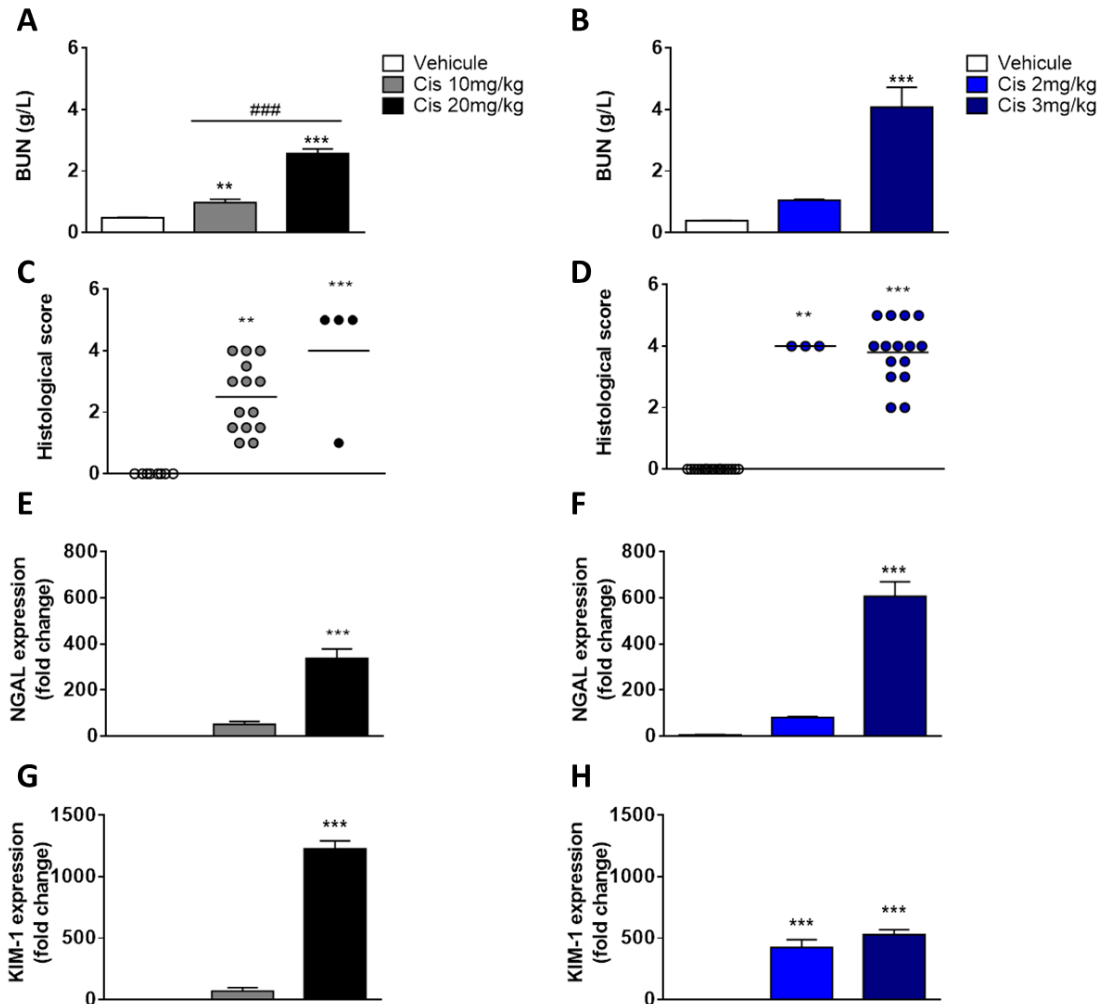 A
BUN (g/L)
6
4
2
0
**
***
###
Vehicule
Cis 10mg/kg
Cis 20mg/kg
B
BUN (g/L)
6
4
2
0
***
Vehicule
Cis 2mg/kg
Cis 3mg/kg
C
Histological score
6
4
2
0
**
***
D
Histological score
6
4
2
0
**
***
E
NGAL expression
(fold change)
800
600
400
200
0
***
F
NGAL expression
(fold change)
800
600
400
200
0
***
G
KIM-1 expression
(fold change)
1500
1000
500
0
***
H
KIM-1 expression
(fold change)
1500
1000
500
0
***
***